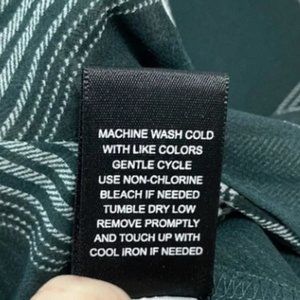 MACHINE WASH COLD
WITH LIKE COLORS
GENTLE CYCLE
USE NON-CHLORINE
BLEACH IF NEEDED
TUMBLE DRY LOW
REMOVE PROMPTLY
AND TOUCH UP WITH
COOL IRON IF NEEDED